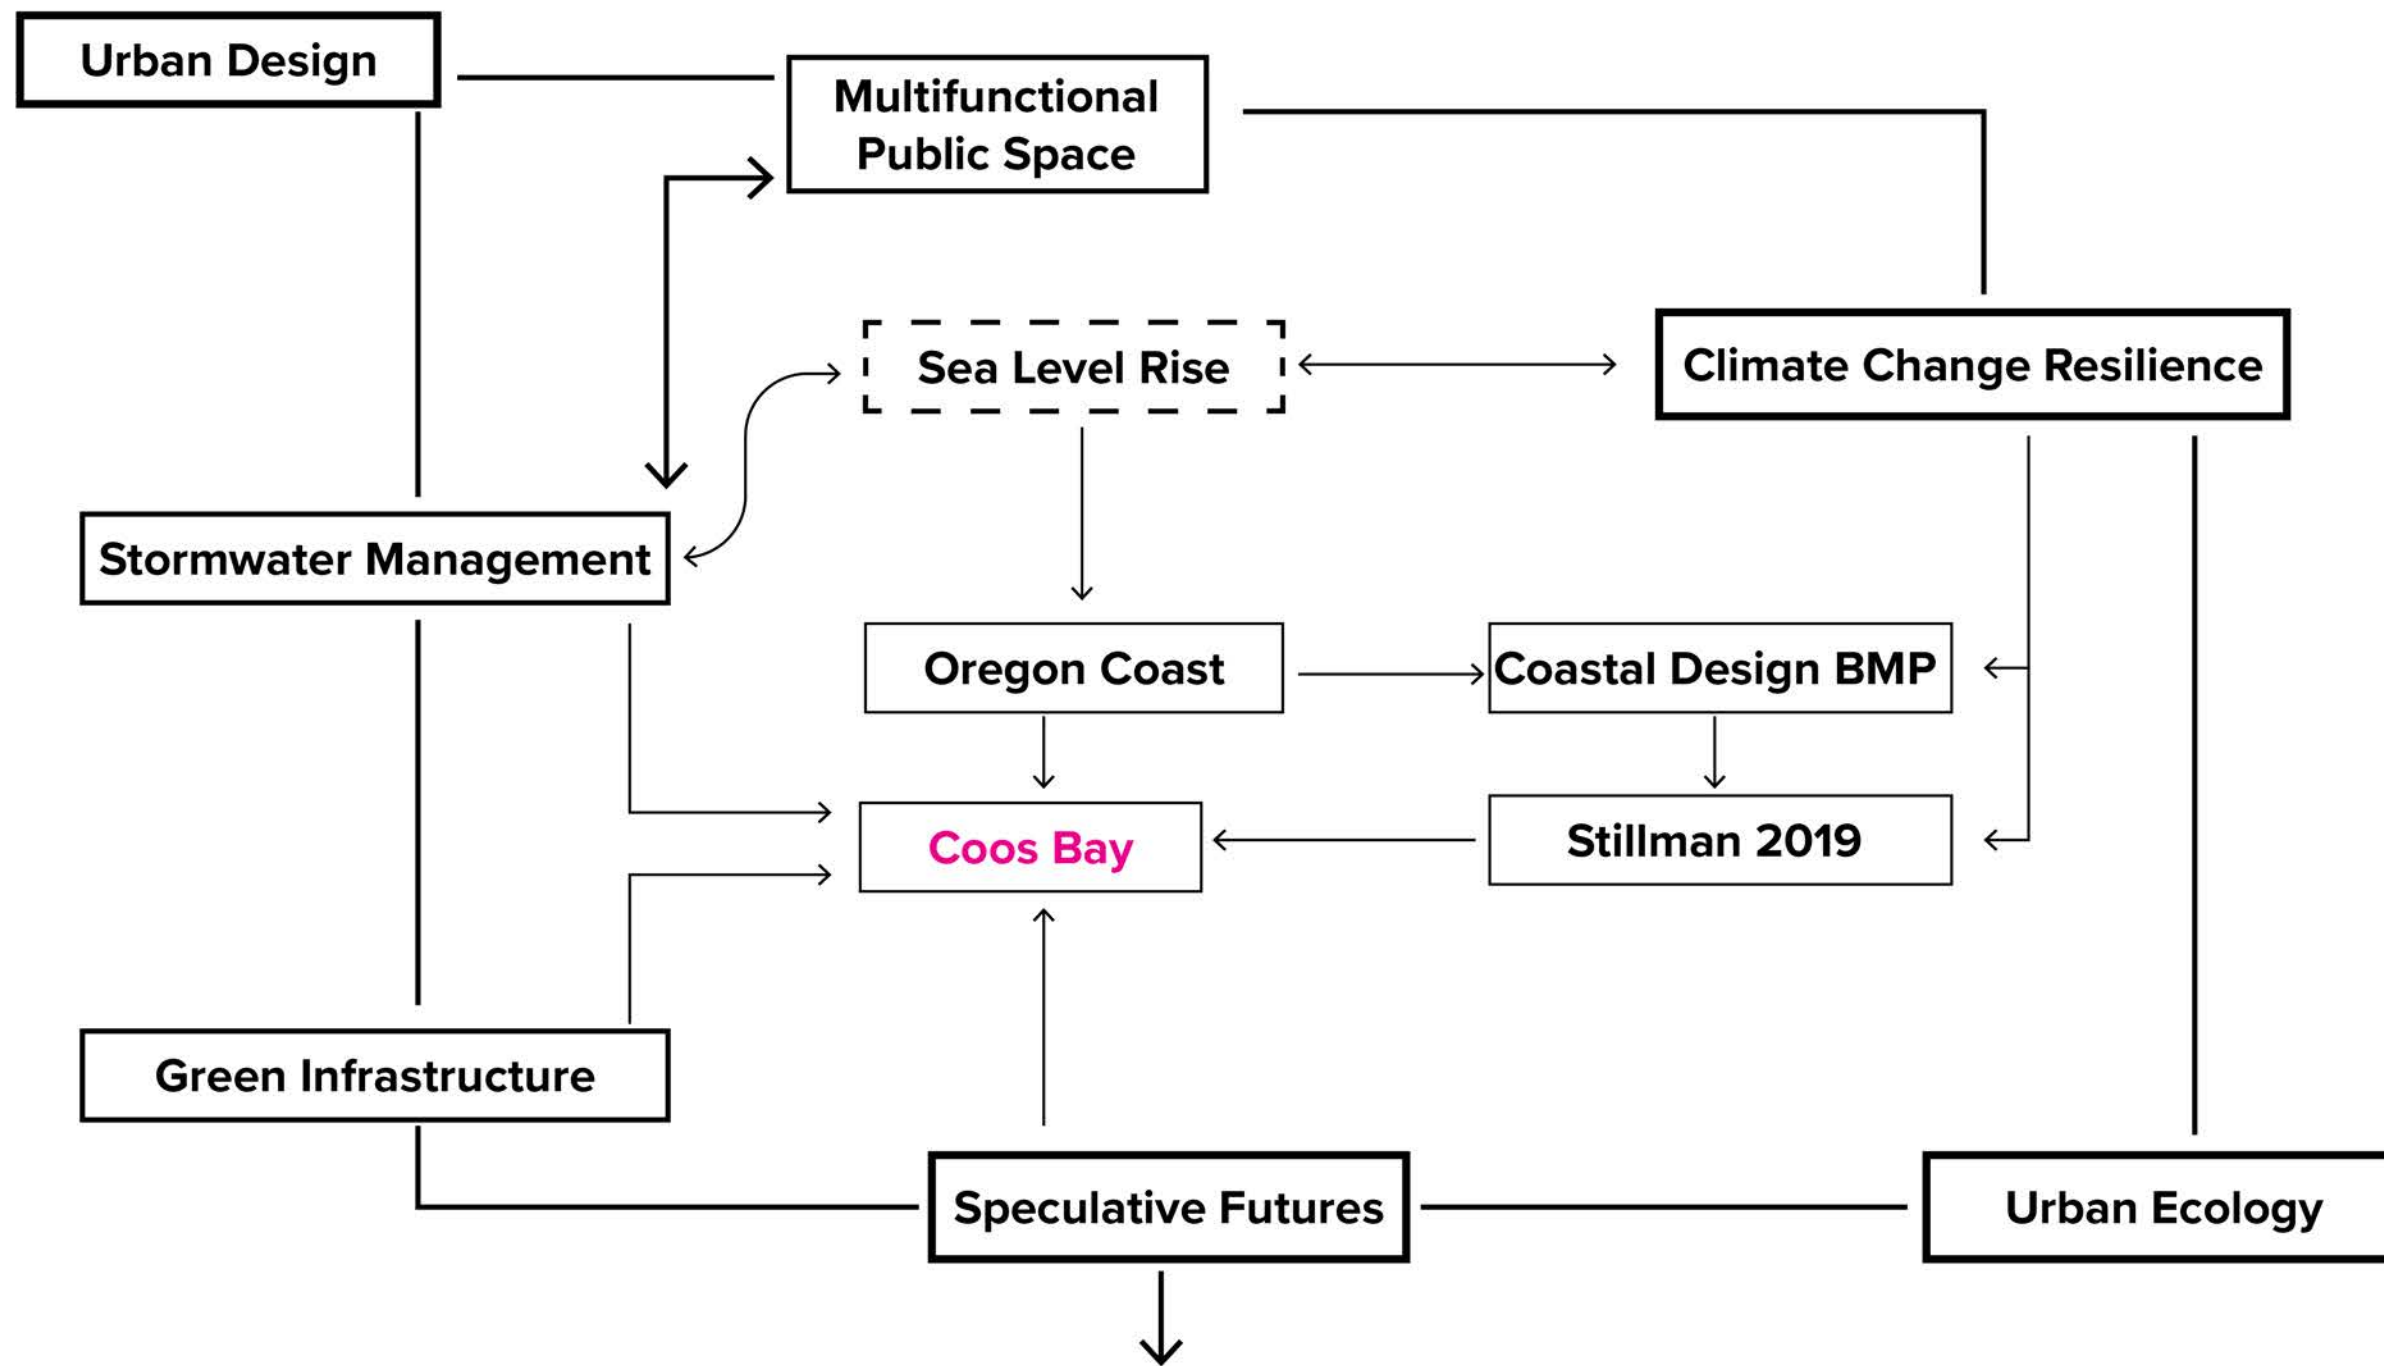 Urban Design
Multifunctional
Public Space
Sea Level Rise
Climate Change Resilience
Stormwater Management
Oregon Coast
Coastal Design BMP
Coos Bay
Stillman 2019
Green Infrastructure
Speculative Futures
Urban Ecology